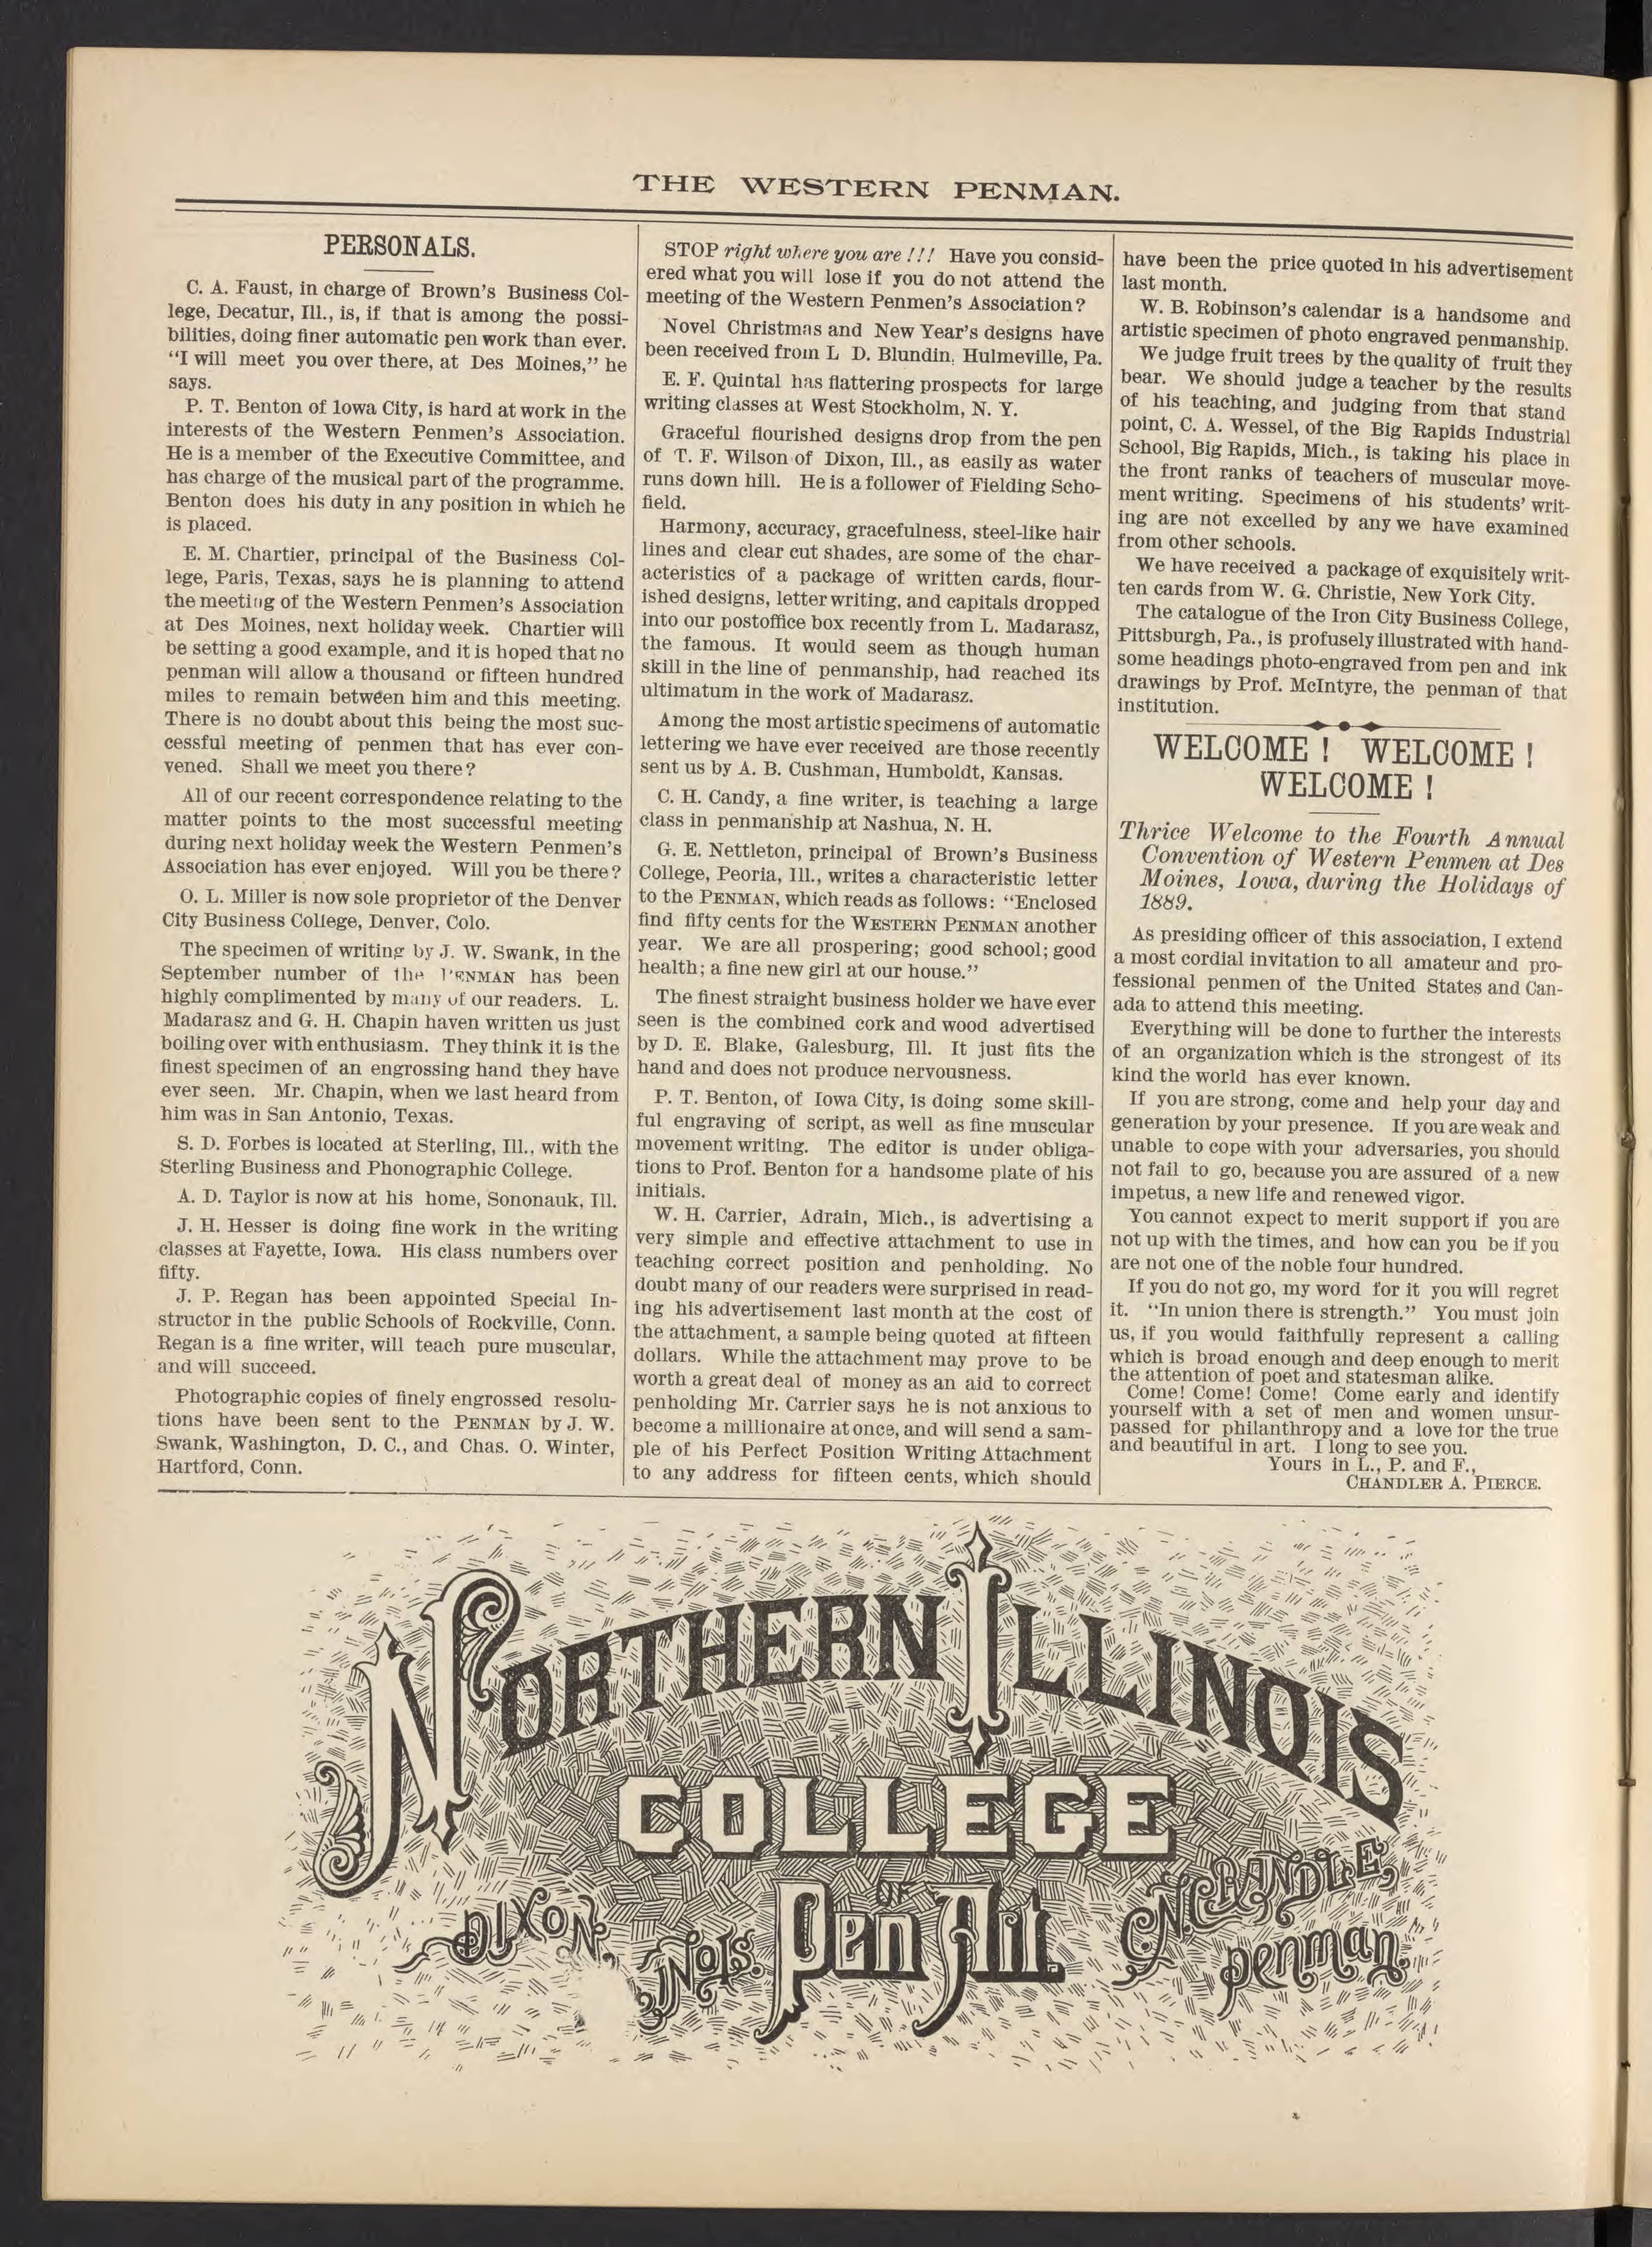 THE WESTERN PENMAN.
PERSONALS.
C. A. Faust, in charge of Brown's Business Col-
lege, Decatur, Ill., is, if that is among the possi-
bilities, doing finer automatic pen work than ever.
"I will meet you over there, at Des Moines," he
says.
P. T. Benton of Iowa City, is hard at work in the
interests of the Western Penmen's Association.
He is a member of the Executive Committee, and
has charge of the musical part of the programme.
Benton does his duty in any position in which he
is placed.
E. M. Chartier, principal of the Business Col-
lege, Paris, Texas, says he is planning to attend
the meeting of the Western Penmen's Association
at Des Moines, next holiday week. Chartier will
be setting a good example, and it is hoped that no
penman will allow a thousand or fifteen hundred
miles to remain between him and this meeting.
There is no doubt about this being the most suc-
cessful meeting of penmen that has ever con-
vened. Shall we meet you there?
All of our recent correspondence relating to the
matter points to the most successful meeting
during next holiday week the Western Penmen's
Association has ever enjoyed. Will you be there?
O. L. Miller is now sole proprietor of the Denver
City Business College, Denver, Colo.
The specimen of writing by J. W. Swank, in the
September number of the PENMAN has been
highly complimented by many of our readers. L.
Madarasz and G. H. Chapin haven written us just
boiling over with enthusiasm. They think it is the
finest specimen of an engrossing hand they have
ever seen. Mr. Chapin, when we last heard from
him was in San Antonio, Texas.
S. D. Forbes is located at Sterling, Ill., with the
Sterling Business and Phonographic College.
A. D. Taylor is now at his home, Sononauk, Ill.
J. H. Hesser is doing fine work in the writing
classes at Fayette, Iowa. His class numbers over
fifty.
J. P. Regan has been appointed Special In-
structor in the public Schools of Rockville, Conn.
Regan is a fine writer, will teach pure muscular,
and will succeed.
Photographic copies of finely engrossed resolu-
tions have been sent to the PENMAN by J. W.
Swank, Washington, D. C., and Chas. O. Winter,
Hartford, Conn.
STOP right where you are !!! Have you consid-
ered what you will lose if you do not attend the
meeting of the Western Penmen's Association?
Novel Christmas and New Year's designs have
been received from L D. Blundin, Hulmeville, Pa.
E. F. Quintal has flattering prospects for large
writing classes at West Stockholm, N. Y.
Graceful flourished designs drop from the pen
of T. F. Wilson of Dixon, Ill., as easily as water
runs down hill. He is a follower of Fielding Scho-
field.
Harmony, accuracy, gracefulness, steel-like hair
lines and clear cut shades, are some of the char-
acteristics of a package of written cards, flour-
ished designs, letter writing, and capitals dropped
into our postoffice box recently from L. Madarasz,
the famous. It would seem as though human
skill in the line of penmanship, had reached its
ultimatum in the work of Madarasz.
Among the most artistic specimens of automatic
lettering we have ever received are those recently
sent us by A. B. Cushman, Humboldt, Kansas.
C. H. Candy, a fine writer, is teaching a large
class in penmanship at Nashua, N. H.
G. E. Nettleton, principal of Brown's Business
College, Peoria, Ill., writes a characteristic letter
to the PENMAN, which reads as follows: "Enclosed
find fifty cents for the WESTERN PENMAN another
year. We are all prospering; good school; good
health; a fine new girl at our house."
The finest straight business holder we have ever
seen is the combined cork and wood advertised
by D. E. Blake, Galesburg, Ill. It just fits the
hand and does not produce nervousness.
P. T. Benton, of Iowa City, is doing some skill-
ful engraving of script, as well as fine muscular
movement writing. The editor is under obliga-
tions to Prof. Benton for a handsome plate of his
initials.
W. H. Carrier, Adrain, Mich., is advertising a
very simple and effective attachment to use in
teaching correct position and penholding. No
doubt many of our readers were surprised in read-
ing his advertisement last month at the cost of
the attachment, a sample being quoted at fifteen
dollars. While the attachment may prove to be
worth a great deal of money as an aid to correct
penholding Mr. Carrier says he is not anxious to
become a millionaire at once, and will send a sam-
ple of his Perfect Position Writing Attachment
to any address for fifteen cents, which should
have been the price quoted in his advertisement
last month.
W. B. Robinson's calendar is a handsome and
artistic specimen of photo engraved penmanship.
We judge fruit trees by the quality of fruit they
bear. We should judge a teacher by the results
of his teaching, and judging from that stand
point, C. A. Wessel, of the Big Rapids Industrial
School, Big Rapids, Mich., is taking his place in
the front ranks of teachers of muscular move-
ment writing. Specimens of his students' writ-
ing are not excelled by any we have examined
from other schools.
We have received a package of exquisitely writ-
ten cards from W. G. Christie, New York City.
The catalogue of the Iron City Business College,
Pittsburgh, Pa., is profusely illustrated with hand-
some headings photo-engraved from pen and ink
drawings by Prof. McIntyre, the penman of that
institution.
WELCOME! WELCOME!
WELCOME!
Thrice Welcome to the Fourth Annual
Convention of Western Penmen at Des
Moines, Iowa, during the Holidays of
1889.
As presiding officer of this association, I extend
a most cordial invitation to all amateur and pro-
fessional penmen of the United States and Can-
ada to attend this meeting.
Everything will be done to further the interests
of an organization which is the strongest of its
kind the world has ever known.
If you are strong, come and help your day and
generation by your presence. If you are weak and
unable to cope with your adversaries, you should
not fail to go, because you are assured of a new
impetus, a new life and renewed vigor.
You cannot expect to merit support if you are
not up with the times, and how can you be if you
are not one of the noble four hundred.
If you do not go, my word for it you will regret
it. "In union there is strength." You must join
us, if you would faithfully represent a calling
which is broad enough and deep enough to merit
the attention of poet and statesman alike.
Come! Come! Come! Come early and identify
yourself with a set of men and women unsur-
passed for philanthropy and a love for the true
and beautiful in art. I long to see you.
Yours in L., P. and F.,
CHANDLER A. PIERCE.
NORTHERN ILLINOIS
COLLEGE
OF
Pen Art.
DIXON,
C.N. CRANDLE,
penman.